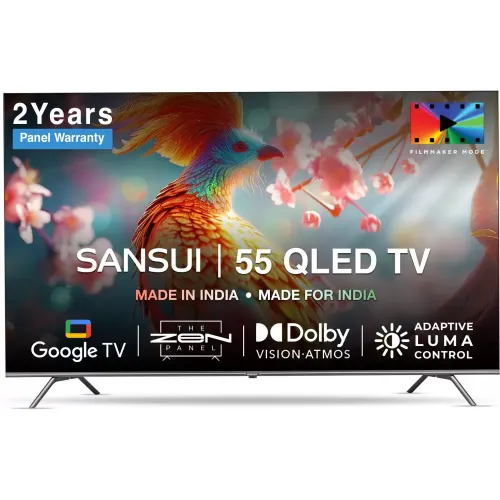 2Years
Panel Warranty
FILMMAKER MODE
SANSUI | 55 QLED TV
MADE IN INDIA • MADE FOR INDIA
Google TV
THE
ZEN
PANEL
Dolby
VISION·ATMOS
ADAPTIVE
LUMA
CONTROL